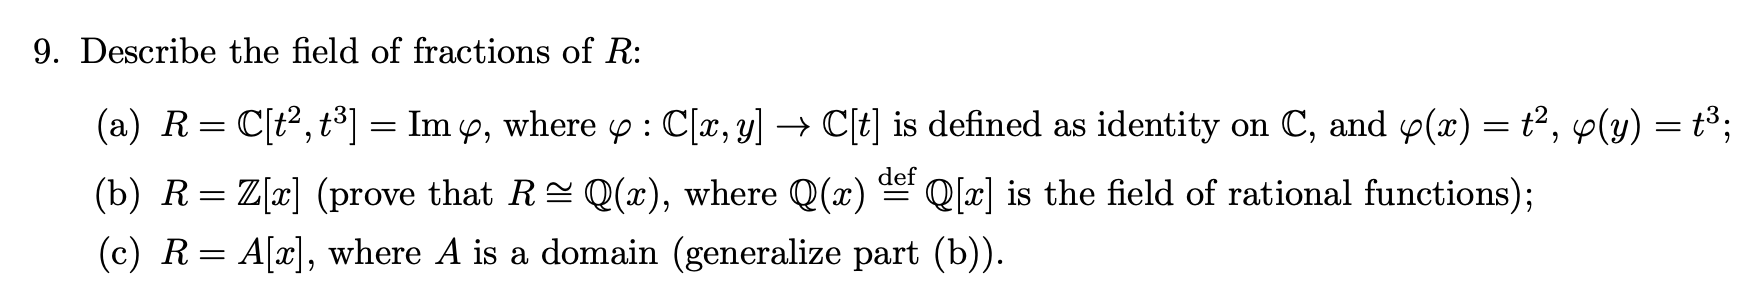 9. Describe the field of fractions of R:
(a) R = ℂ[t², t³] = Im φ, where φ : ℂ[x, y] → ℂ[t] is defined as identity on ℂ, and φ(x) = t², φ(y) = t³;
(b) R = ℤ[x] (prove that R ≅ ℚ(x), where ℚ(x) ≝ ℚ[x] is the field of rational functions);
(c) R = A[x], where A is a domain (generalize part (b)).